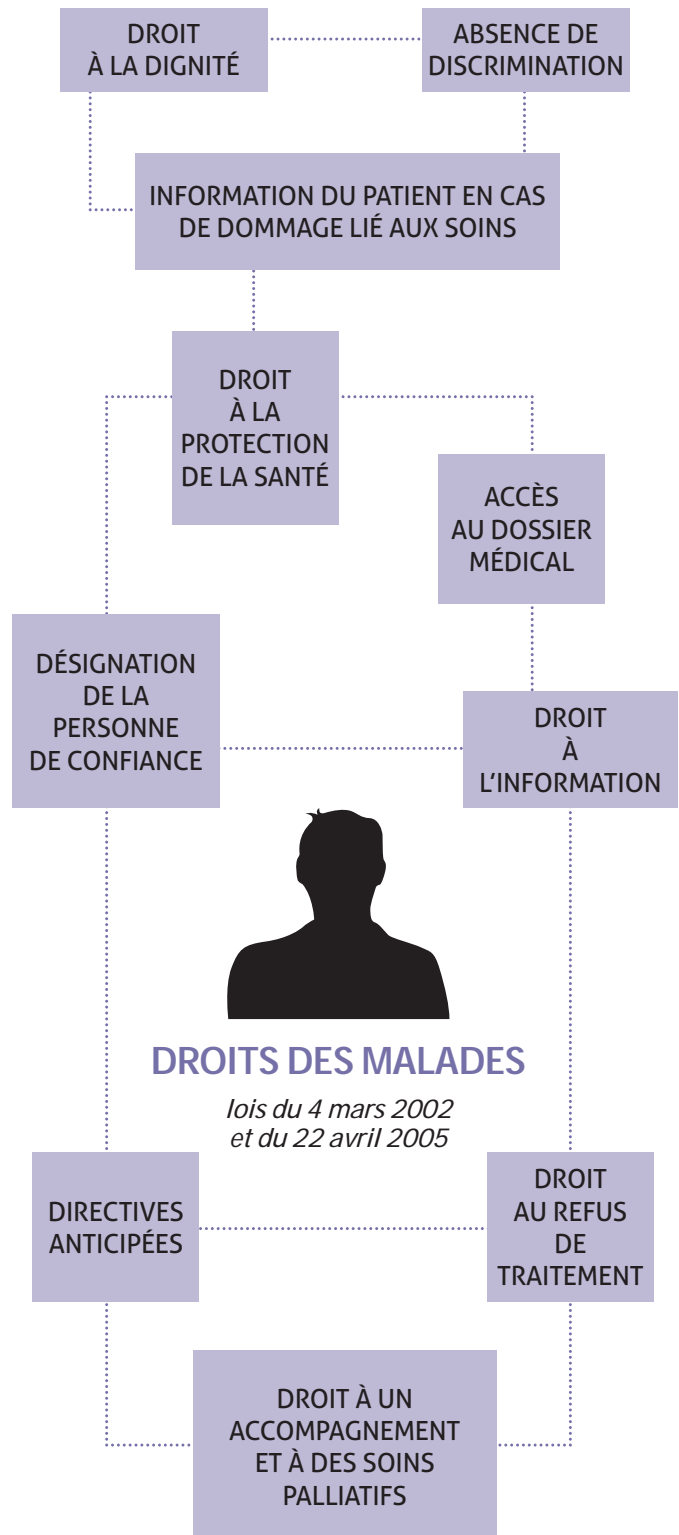 DROIT
À LA DIGNITÉ
ABSENCE DE
DISCRIMINATION
INFORMATION DU PATIENT EN CAS
DE DOMMAGE LIÉ AUX SOINS
DROIT
À LA
PROTECTION
DE LA SANTÉ
ACCÈS
AU DOSSIER
MÉDICAL
DÉSIGNATION
DE LA
PERSONNE
DE CONFIANCE
DROIT
À
L’INFORMATION
DROITS DES MALADES
lois du 4 mars 2002
et du 22 avril 2005
DIRECTIVES
ANTICIPÉES
DROIT
AU REFUS
DE
TRAITEMENT
DROIT À UN
ACCOMPAGNEMENT
ET À DES SOINS
PALLIATIFS